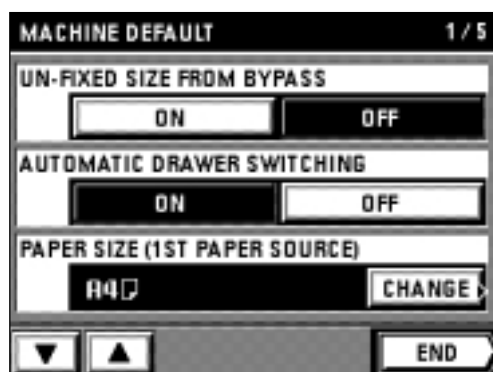 MACHINE DEFAULT 1/5
UN-FIXED SIZE FROM BYPASS
ON OFF
AUTOMATIC DRAWER SWITCHING
ON OFF
PAPER SIZE (1ST PAPER SOURCE)
A4 CHANGE
END